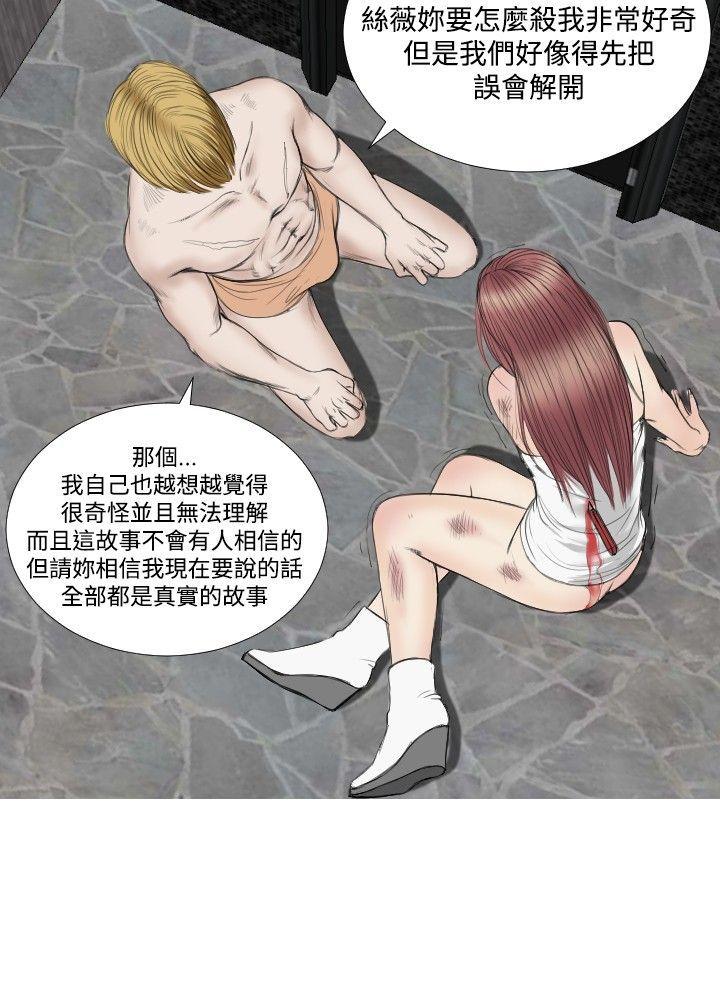 絲薇妳要怎麼殺我非常好奇
但是我們好像得先把
誤會解開
那個...
我自己也越想越覺得
很奇怪並且無法理解
而且這故事不會有人相信的
但請妳相信我現在要說的話
全部都是真實的故事